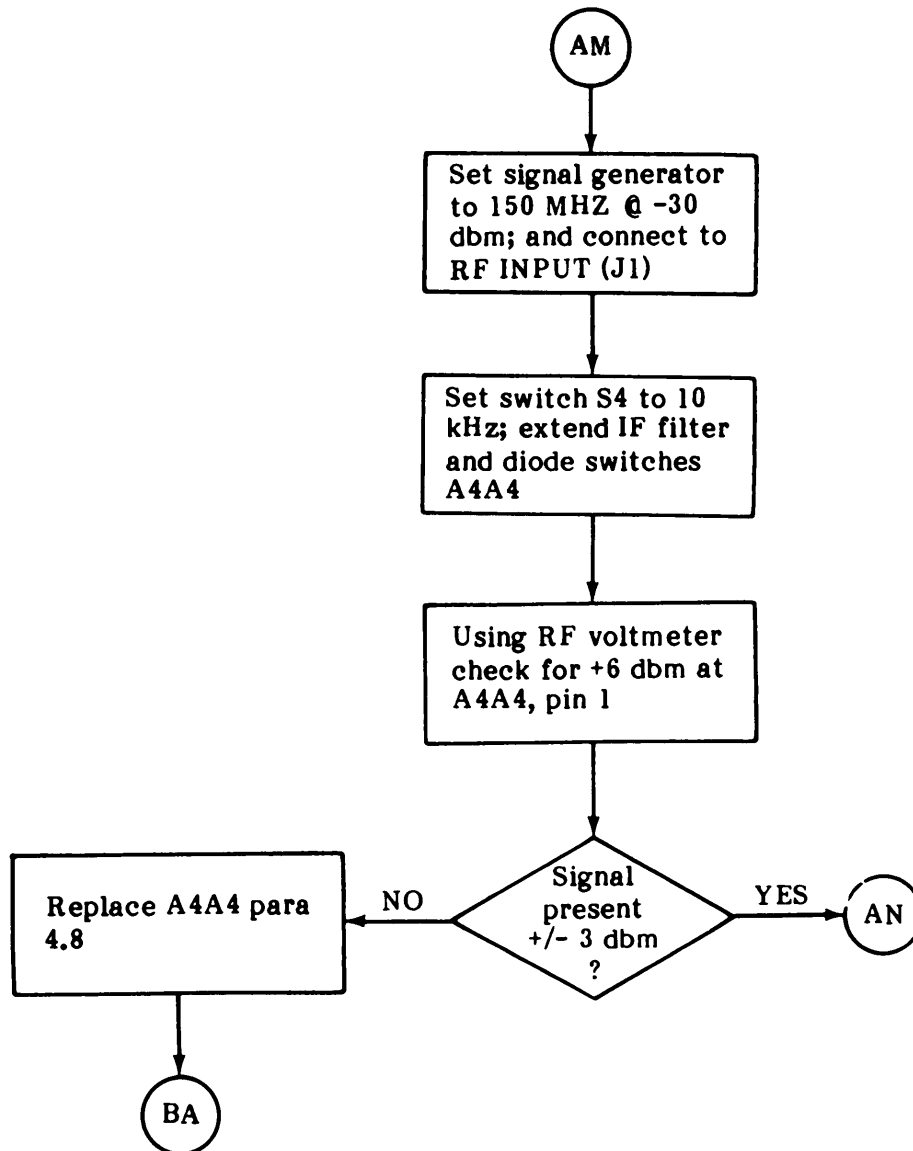 AM
Set signal generator
to 150 MHZ @ -30
dbm; and connect to
RF INPUT (J1)
Set switch S4 to 10
kHz; extend IF filter
and diode switches
A4A4
Using RF voltmeter
check for +6 dbm at
A4A4, pin 1
Signal
present
+/- 3 dbm
?
NO
YES
Replace A4A4 para
4.8
AN
BA